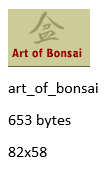 盆
Art of Bonsai
art_of_bonsai
653 bytes
82x58